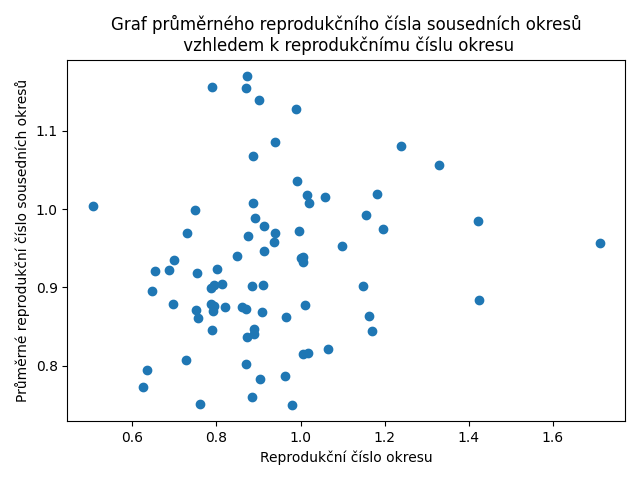 Graf průměrného reprodukčního čísla sousedních okresů
vzhledem k reprodukčnímu číslu okresu
Průměrné reprodukční číslo sousedních okresů
1.1
1.0
0.9
0.8
0.6 0.8 1.0 1.2 1.4 1.6
Reprodukční číslo okresu